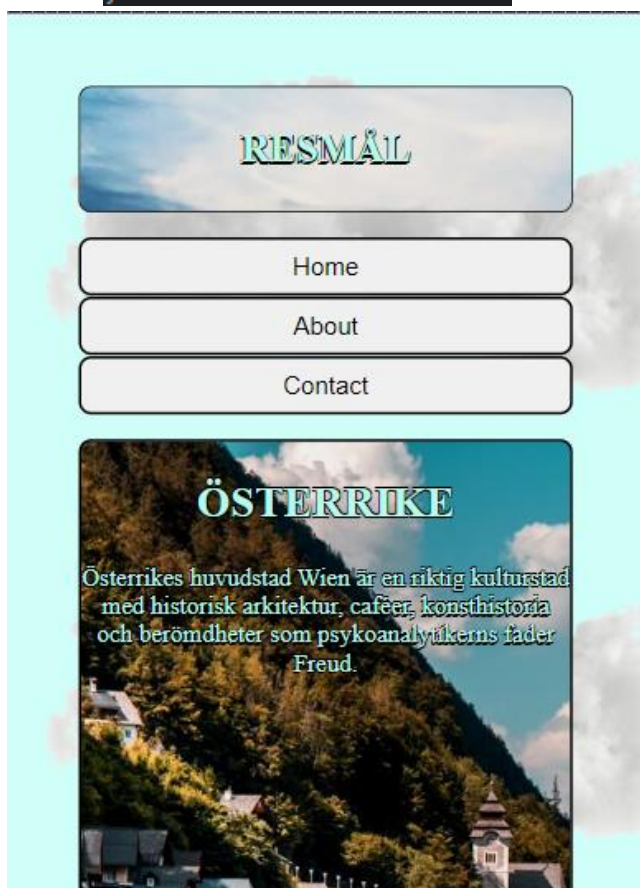 RESMÅL
Home
About
Contact
ÖSTERRIKE
Österrikes huvudstad Wien är en riktig kulturstad
med historisk arkitektur, caféer, konsthistoria
och berömdheter som psykoanalytikerns fader
Freud.